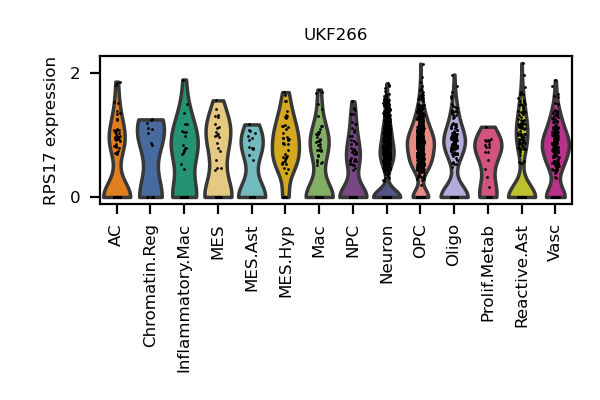 UKF266
RPS17 expression
2
0
AC
Chromatin.Reg
Inflammatory.Mac
MES
MES.Ast
MES.Hyp
Mac
NPC
Neuron
OPC
Oligo
Prolif.Metab
Reactive.Ast
Vasc